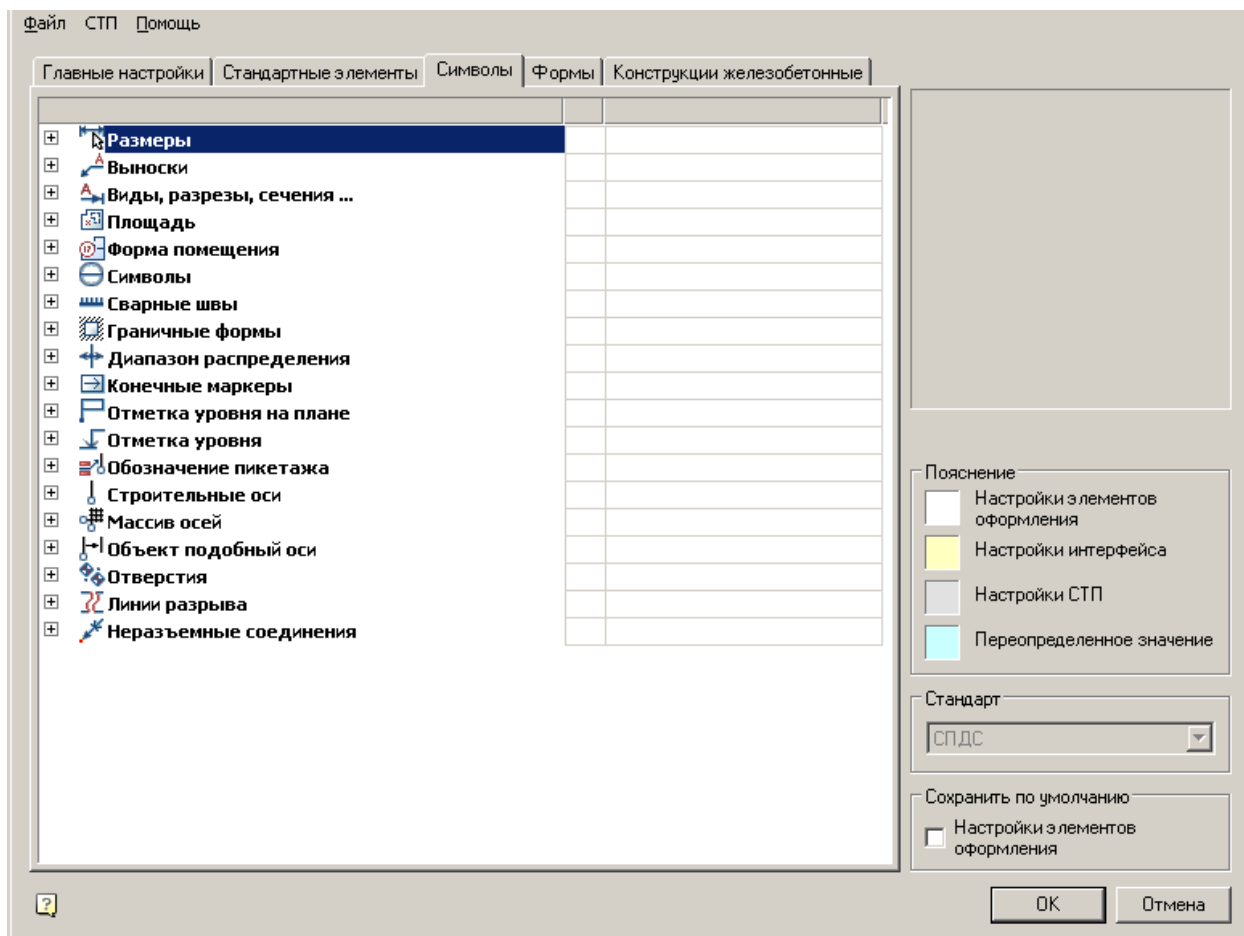 Файл СТП Помощь
Главные настройки Стандартные элементы Символы Формы Конструкции железобетонные
Размеры
Выноски
Виды, разрезы, сечения ...
Площадь
Форма помещения
Символы
Сварные швы
Граничные формы
Диапазон распределения
Конечные маркеры
Отметка уровня на плане
Отметка уровня
Обозначение пикетажа
Строительные оси
Массив осей
Объект подобный оси
Отверстия
Линии разрыва
Неразъемные соединения
Пояснение
Настройки элементов
оформления
Настройки интерфейса
Настройки СТП
Переопределенное значение
Стандарт
СПДС
Сохранить по умолчанию
Настройки элементов
оформления
OK Отмена